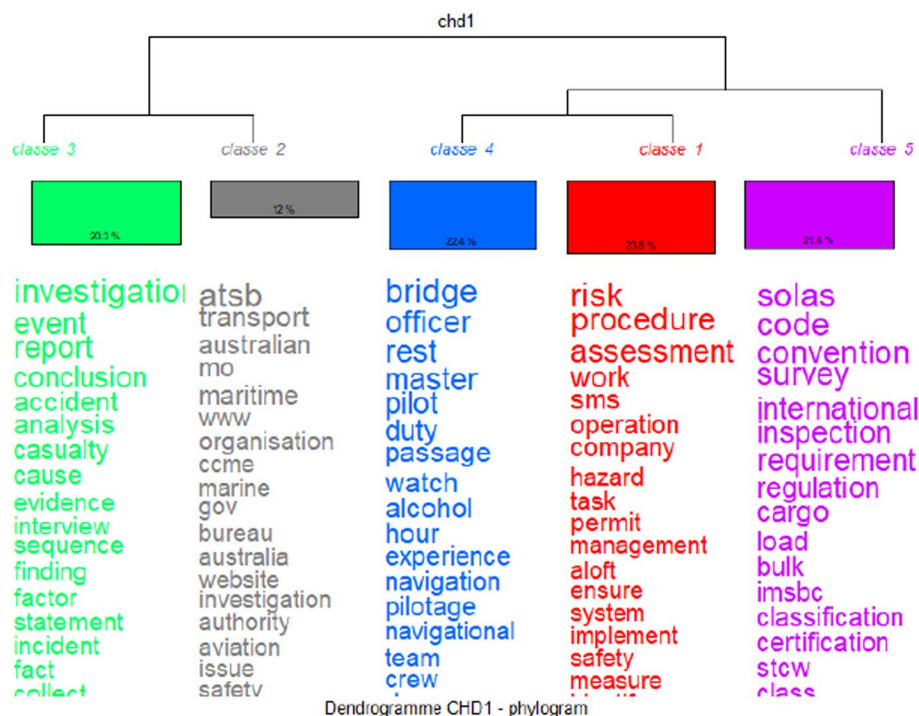 chd1
classe 3
classe 2
classe 4
classe 1
classe 5
12 %
22.4 %
23.8 %
investigation
event
report
conclusion
accident
analysis
casualty
cause
evidence
interview
sequence
finding
factor
statement
incident
fact
collect
atsb
transport
australian
mo
maritime
www
organisation
ccme
marine
gov
bureau
australia
website
investigation
authority
aviation
issue
safety
bridge
officer
rest
master
pilot
duty
passage
watch
alcohol
hour
experience
navigation
pilotage
navigational
team
crew
risk
procedure
assessment
work
sms
operation
company
hazard
task
permit
management
aloft
ensure
system
implement
safety
measure
solas
code
convention
survey
international
inspection
requirement
regulation
cargo
load
bulk
imsbc
classification
certification
stcw
class
Dendrogramme CHD1 - phylogram